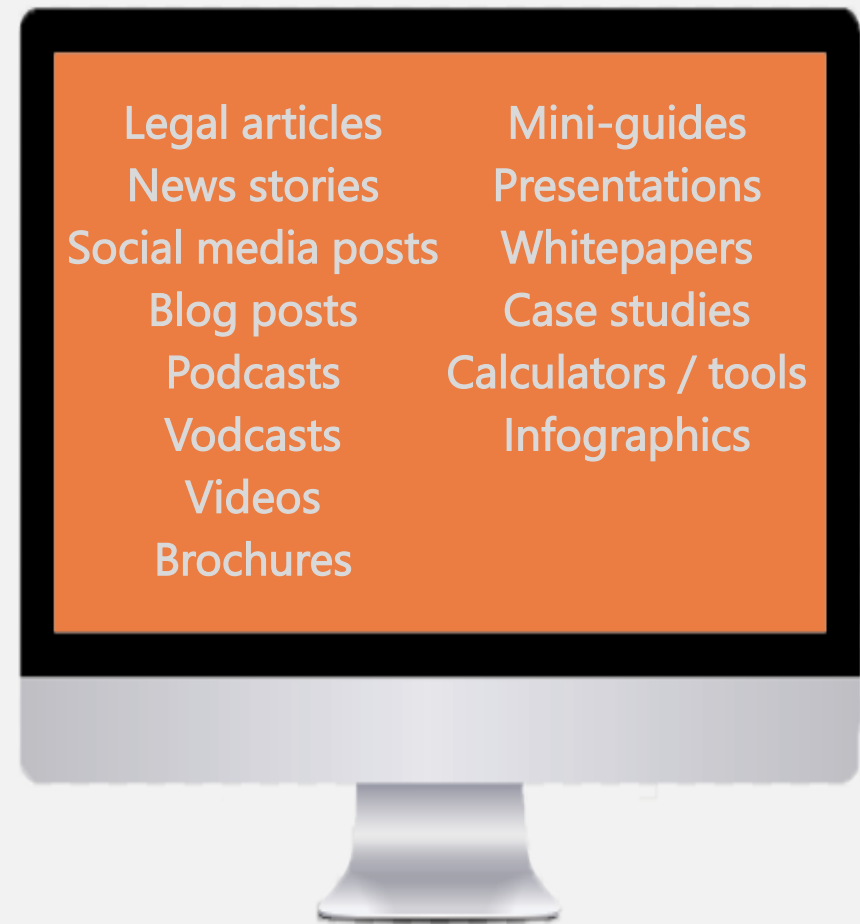 Legal articles
News stories
Social media posts
Blog posts
Podcasts
Vodcasts
Videos
Brochures
Mini-guides
Presentations
Whitepapers
Case studies
Calculators / tools
Infographics